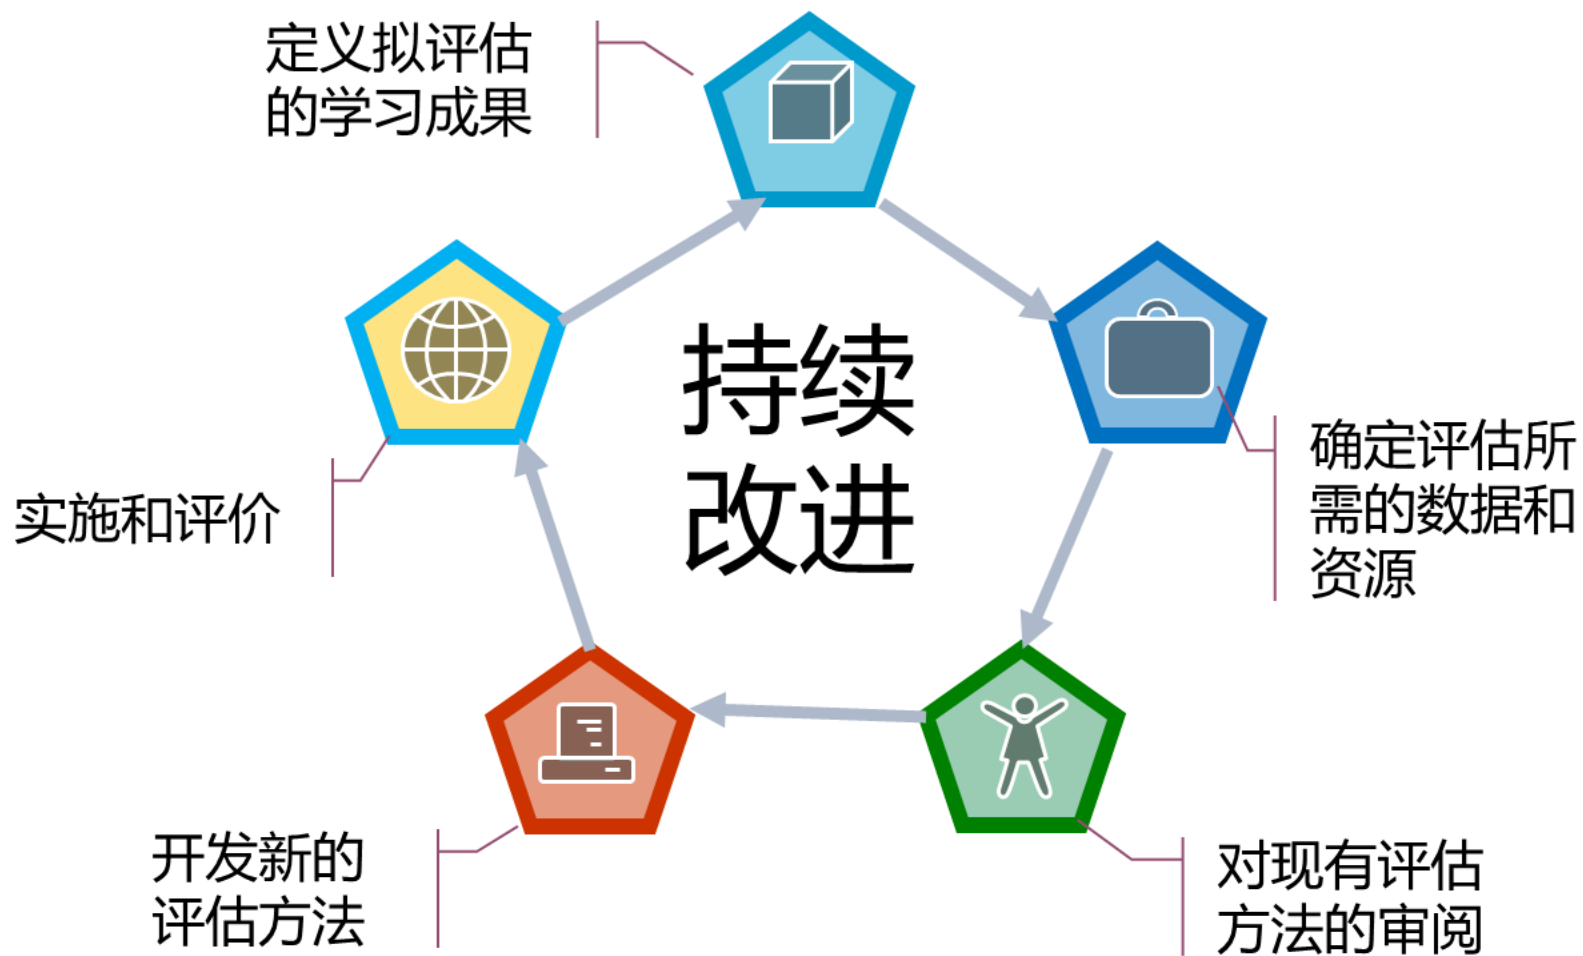 定义拟评估
的学习成果
持续
改进
确定评估所
需的数据和
资源
对现有评估
方法的审阅
开发新的
评估方法
实施和评价